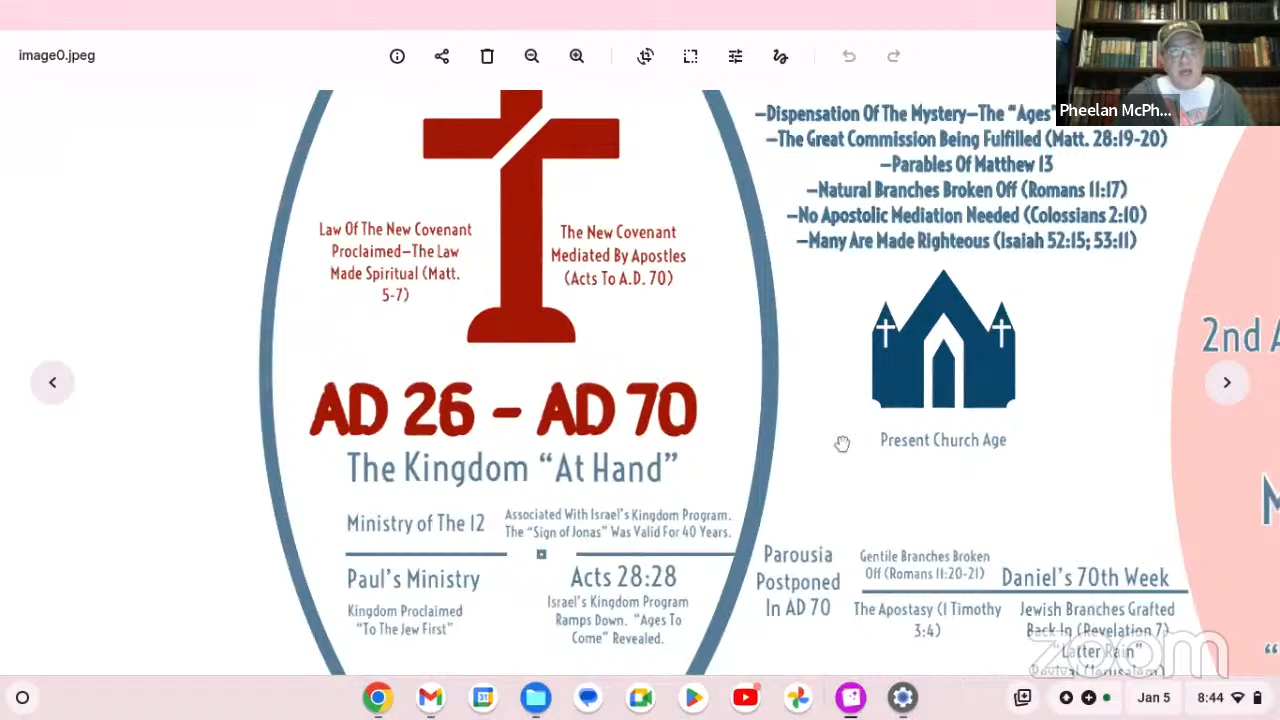 image0.jpeg
Pheelan McPh...
–Dispensation Of The Mystery–The "Ages"
–The Great Commission Being Fulfilled (Matt. 28:19-20)
–Parables Of Matthew 13
–Natural Branches Broken Off (Romans 11:17)
–No Apostolic Mediation Needed (Colossians 2:10)
–Many Are Made Righteous (Isaiah 52:15; 53:11)
Law Of The New Covenant
Proclaimed–The Law
Made Spiritual (Matt.
5-7)
The New Covenant
Mediated By Apostles
(Acts To A.D. 70)
2nd A
AD 26 - AD 70
The Kingdom "At Hand"
Present Church Age
M
Ministry of The 12
Associated With Israel's Kingdom Program.
The "Sign of Jonas" Was Valid For 40 Years.
Paul's Ministry
Kingdom Proclaimed
"To The Jew First"
Acts 28:28
Israel's Kingdom Program
Ramps Down. "Ages To
Come" Revealed.
Parousia
Postponed
In AD 70
Gentile Branches Broken
Off (Romans 11:20-21)
Daniel's 70th Week
The Apostasy (1 Timothy
3:4)
Jewish Branches Grafted
Back In (Revelation 7)
"Latter Rain"
Revival (Jerusalem)
zoom
31
Jan 5
8:44